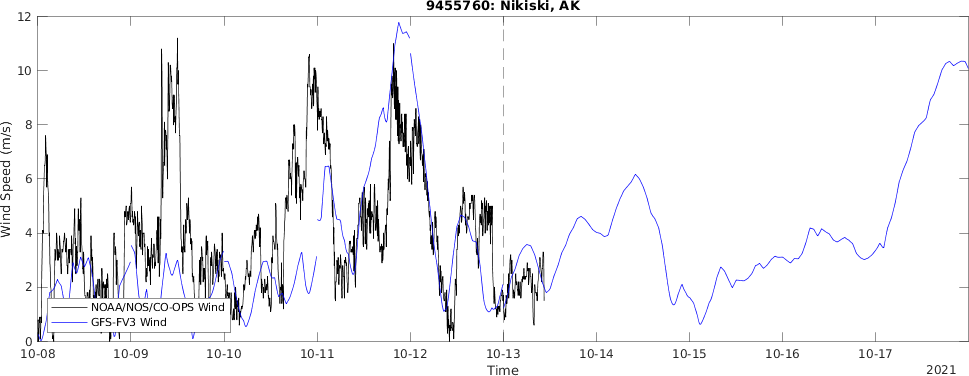 9455760: Nikiski, AK
12
10
8
6
4
2
0
Wind Speed (m/s)
NOAA/NOS/CO-OPS Wind
GFS-FV3 Wind
10-08 10-09 10-10 10-11 10-12 10-13 10-14 10-15 10-16 10-17
Time
2021